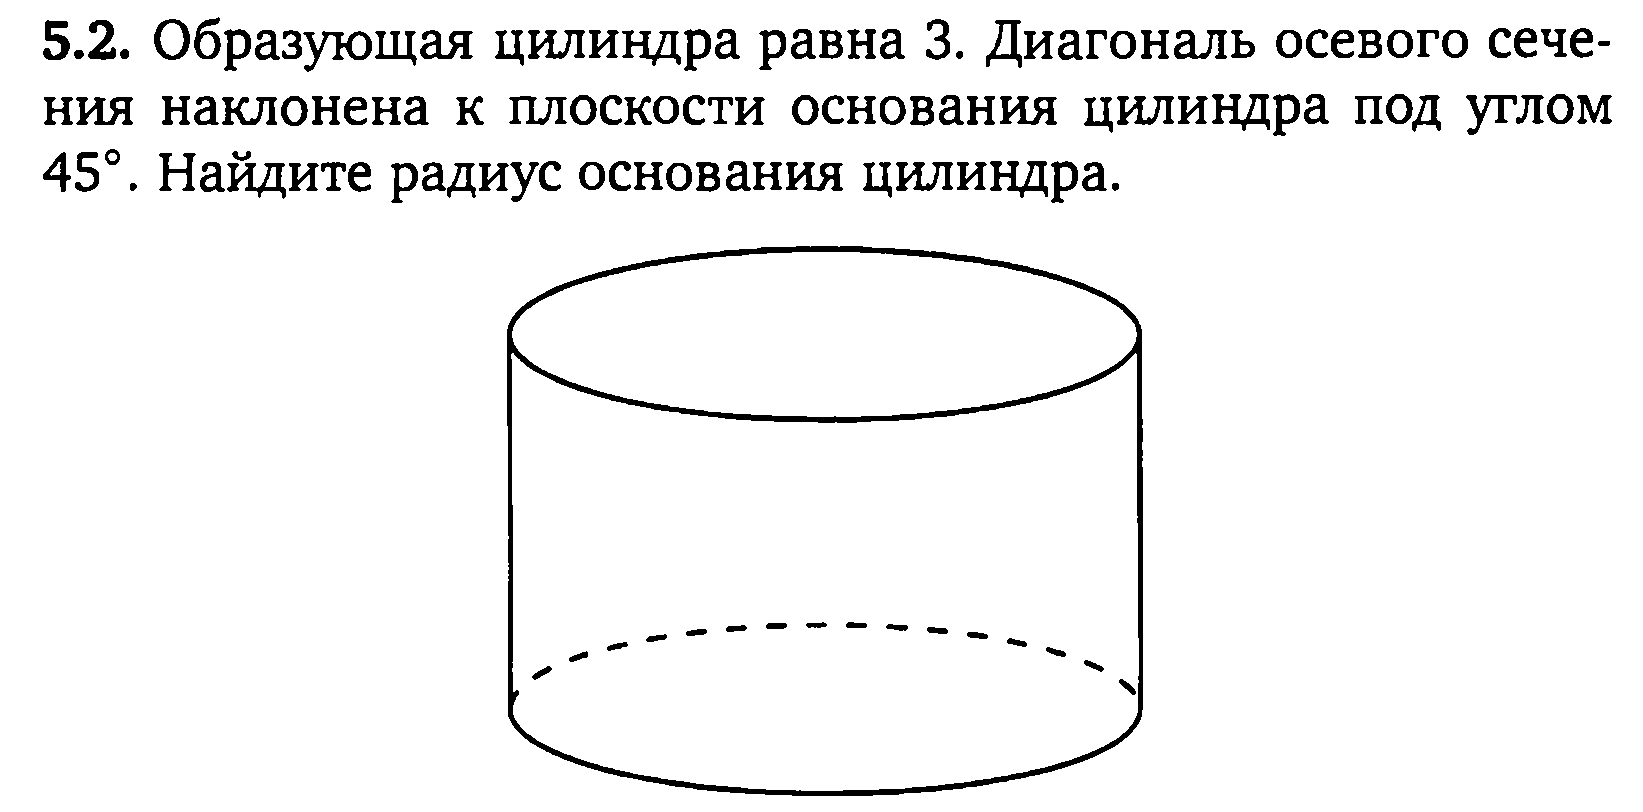 5.2. Образующая цилиндра равна 3. Диагональ осевого сече-
ния наклонена к плоскости основания цилиндра под углом
45°. Найдите радиус основания цилиндра.